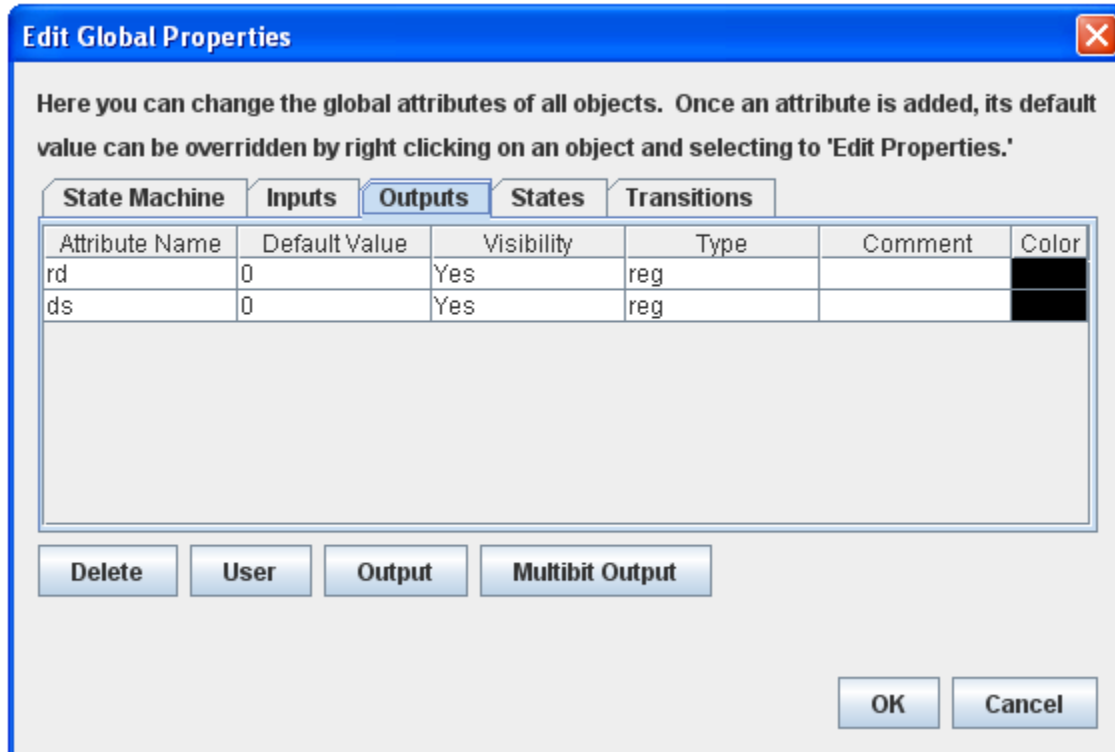 Edit Global Properties
Here you can change the global attributes of all objects.  Once an attribute is added, its default
value can be overridden by right clicking on an object and selecting to 'Edit Properties.'
State Machine Inputs Outputs States Transitions
Attribute Name Default Value Visibility Type Comment Color
rd 0 Yes reg
ds 0 Yes reg
Delete User Output Multibit Output
OK Cancel